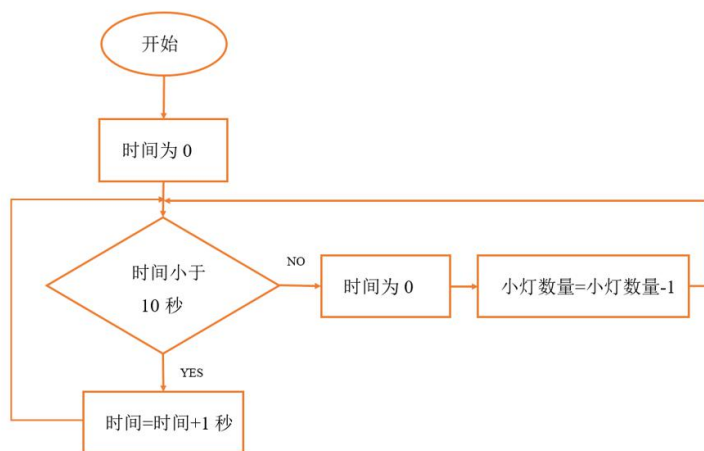 开始
时间为 0
时间小于
10 秒
NO
时间为 0
小灯数量=小灯数量-1
YES
时间=时间+1 秒